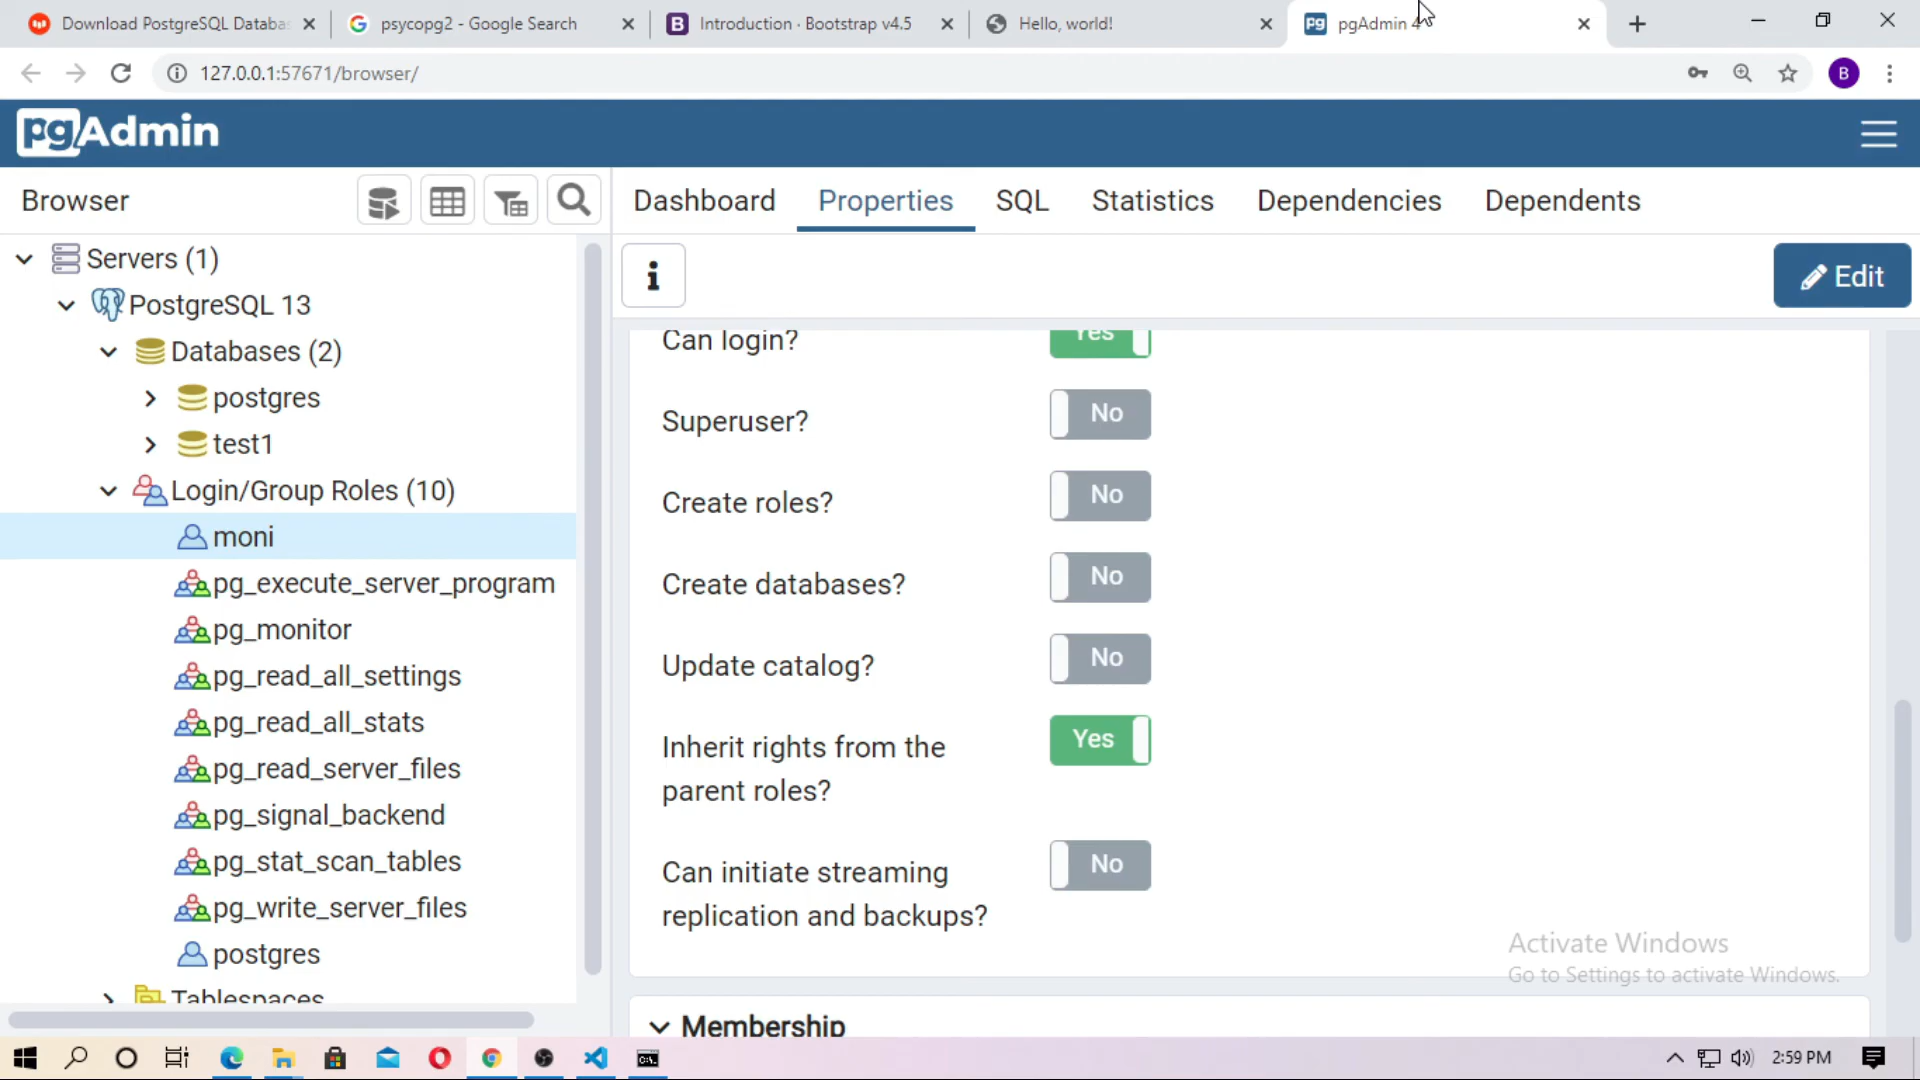 Download PostgreSQL Databa
psycopg2 - Google Search
Introduction · Bootstrap v4.5
Hello, world!
pgAdmin 4
127.0.0.1:57671/browser/
B
pgAdmin
Browser
Dashboard
Properties
SQL
Statistics
Dependencies
Dependents
Edit
Servers (1)
PostgreSQL 13
Databases (2)
postgres
test1
Login/Group Roles (10)
moni
pg_execute_server_program
pg_monitor
pg_read_all_settings
pg_read_all_stats
pg_read_server_files
pg_signal_backend
pg_stat_scan_tables
pg_write_server_files
postgres
Tablespaces
Can login?
Yes
Superuser?
No
Create roles?
No
Create databases?
No
Update catalog?
No
Inherit rights from the
parent roles?
Yes
Can initiate streaming
replication and backups?
No
Membership
Activate Windows
Go to Settings to activate Windows.
2:59 PM